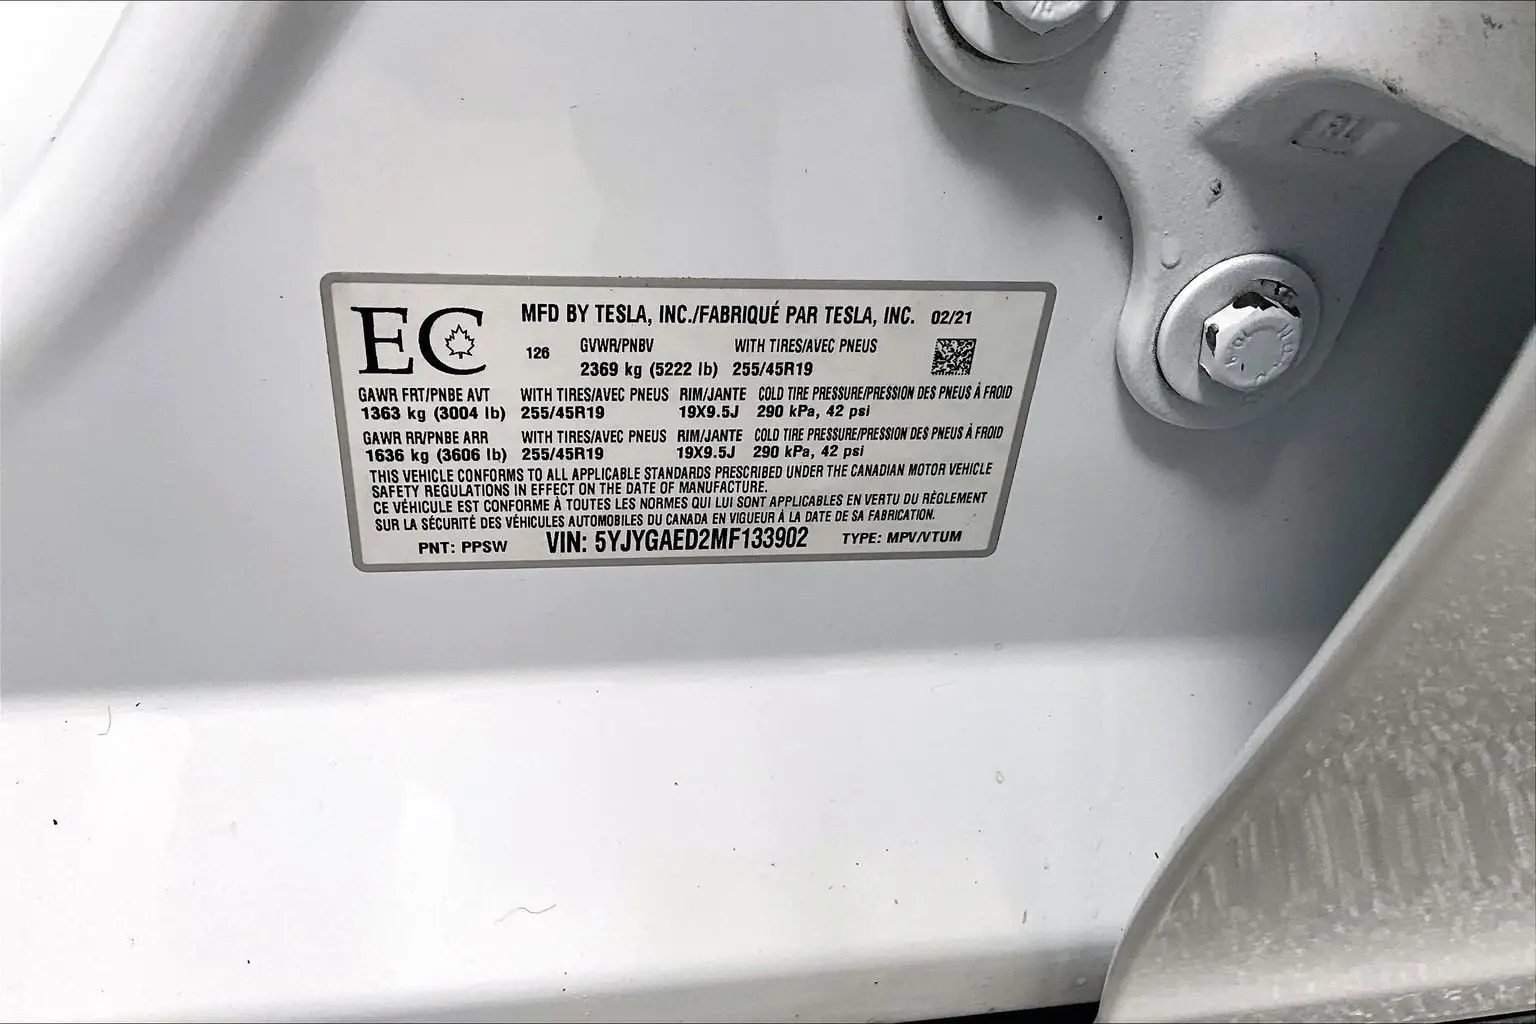 EC
MFD BY TESLA, INC./FABRIQUÉ PAR TESLA, INC. 02/21
126 GVWR/PNBV WITH TIRES/AVEC PNEUS
2369 kg (5222 lb) 255/45R19
GAWR FRT/PNBE AVT WITH TIRES/AVEC PNEUS RIM/JANTE COLD TIRE PRESSURE/PRESSION DES PNEUS À FROID
1363 kg (3004 lb) 255/45R19 19X9.5J 290 kPa, 42 psi
GAWR RR/PNBE ARR WITH TIRES/AVEC PNEUS RIM/JANTE COLD TIRE PRESSURE/PRESSION DES PNEUS À FROID
1636 kg (3606 lb) 255/45R19 19X9.5J 290 kPa, 42 psi
THIS VEHICLE CONFORMS TO ALL APPLICABLE STANDARDS PRESCRIBED UNDER THE CANADIAN MOTOR VEHICLE
SAFETY REGULATIONS IN EFFECT ON THE DATE OF MANUFACTURE.
CE VÉHICULE EST CONFORME À TOUTES LES NORMES QUI LUI SONT APPLICABLES EN VERTU DU RÈGLEMENT
SUR LA SÉCURITÉ DES VÉHICULES AUTOMOBILES DU CANADA EN VIGUEUR À LA DATE DE SA FABRICATION.
PNT: PPSW VIN: 5YJYGAED2MF133902 TYPE: MPV/VTUM